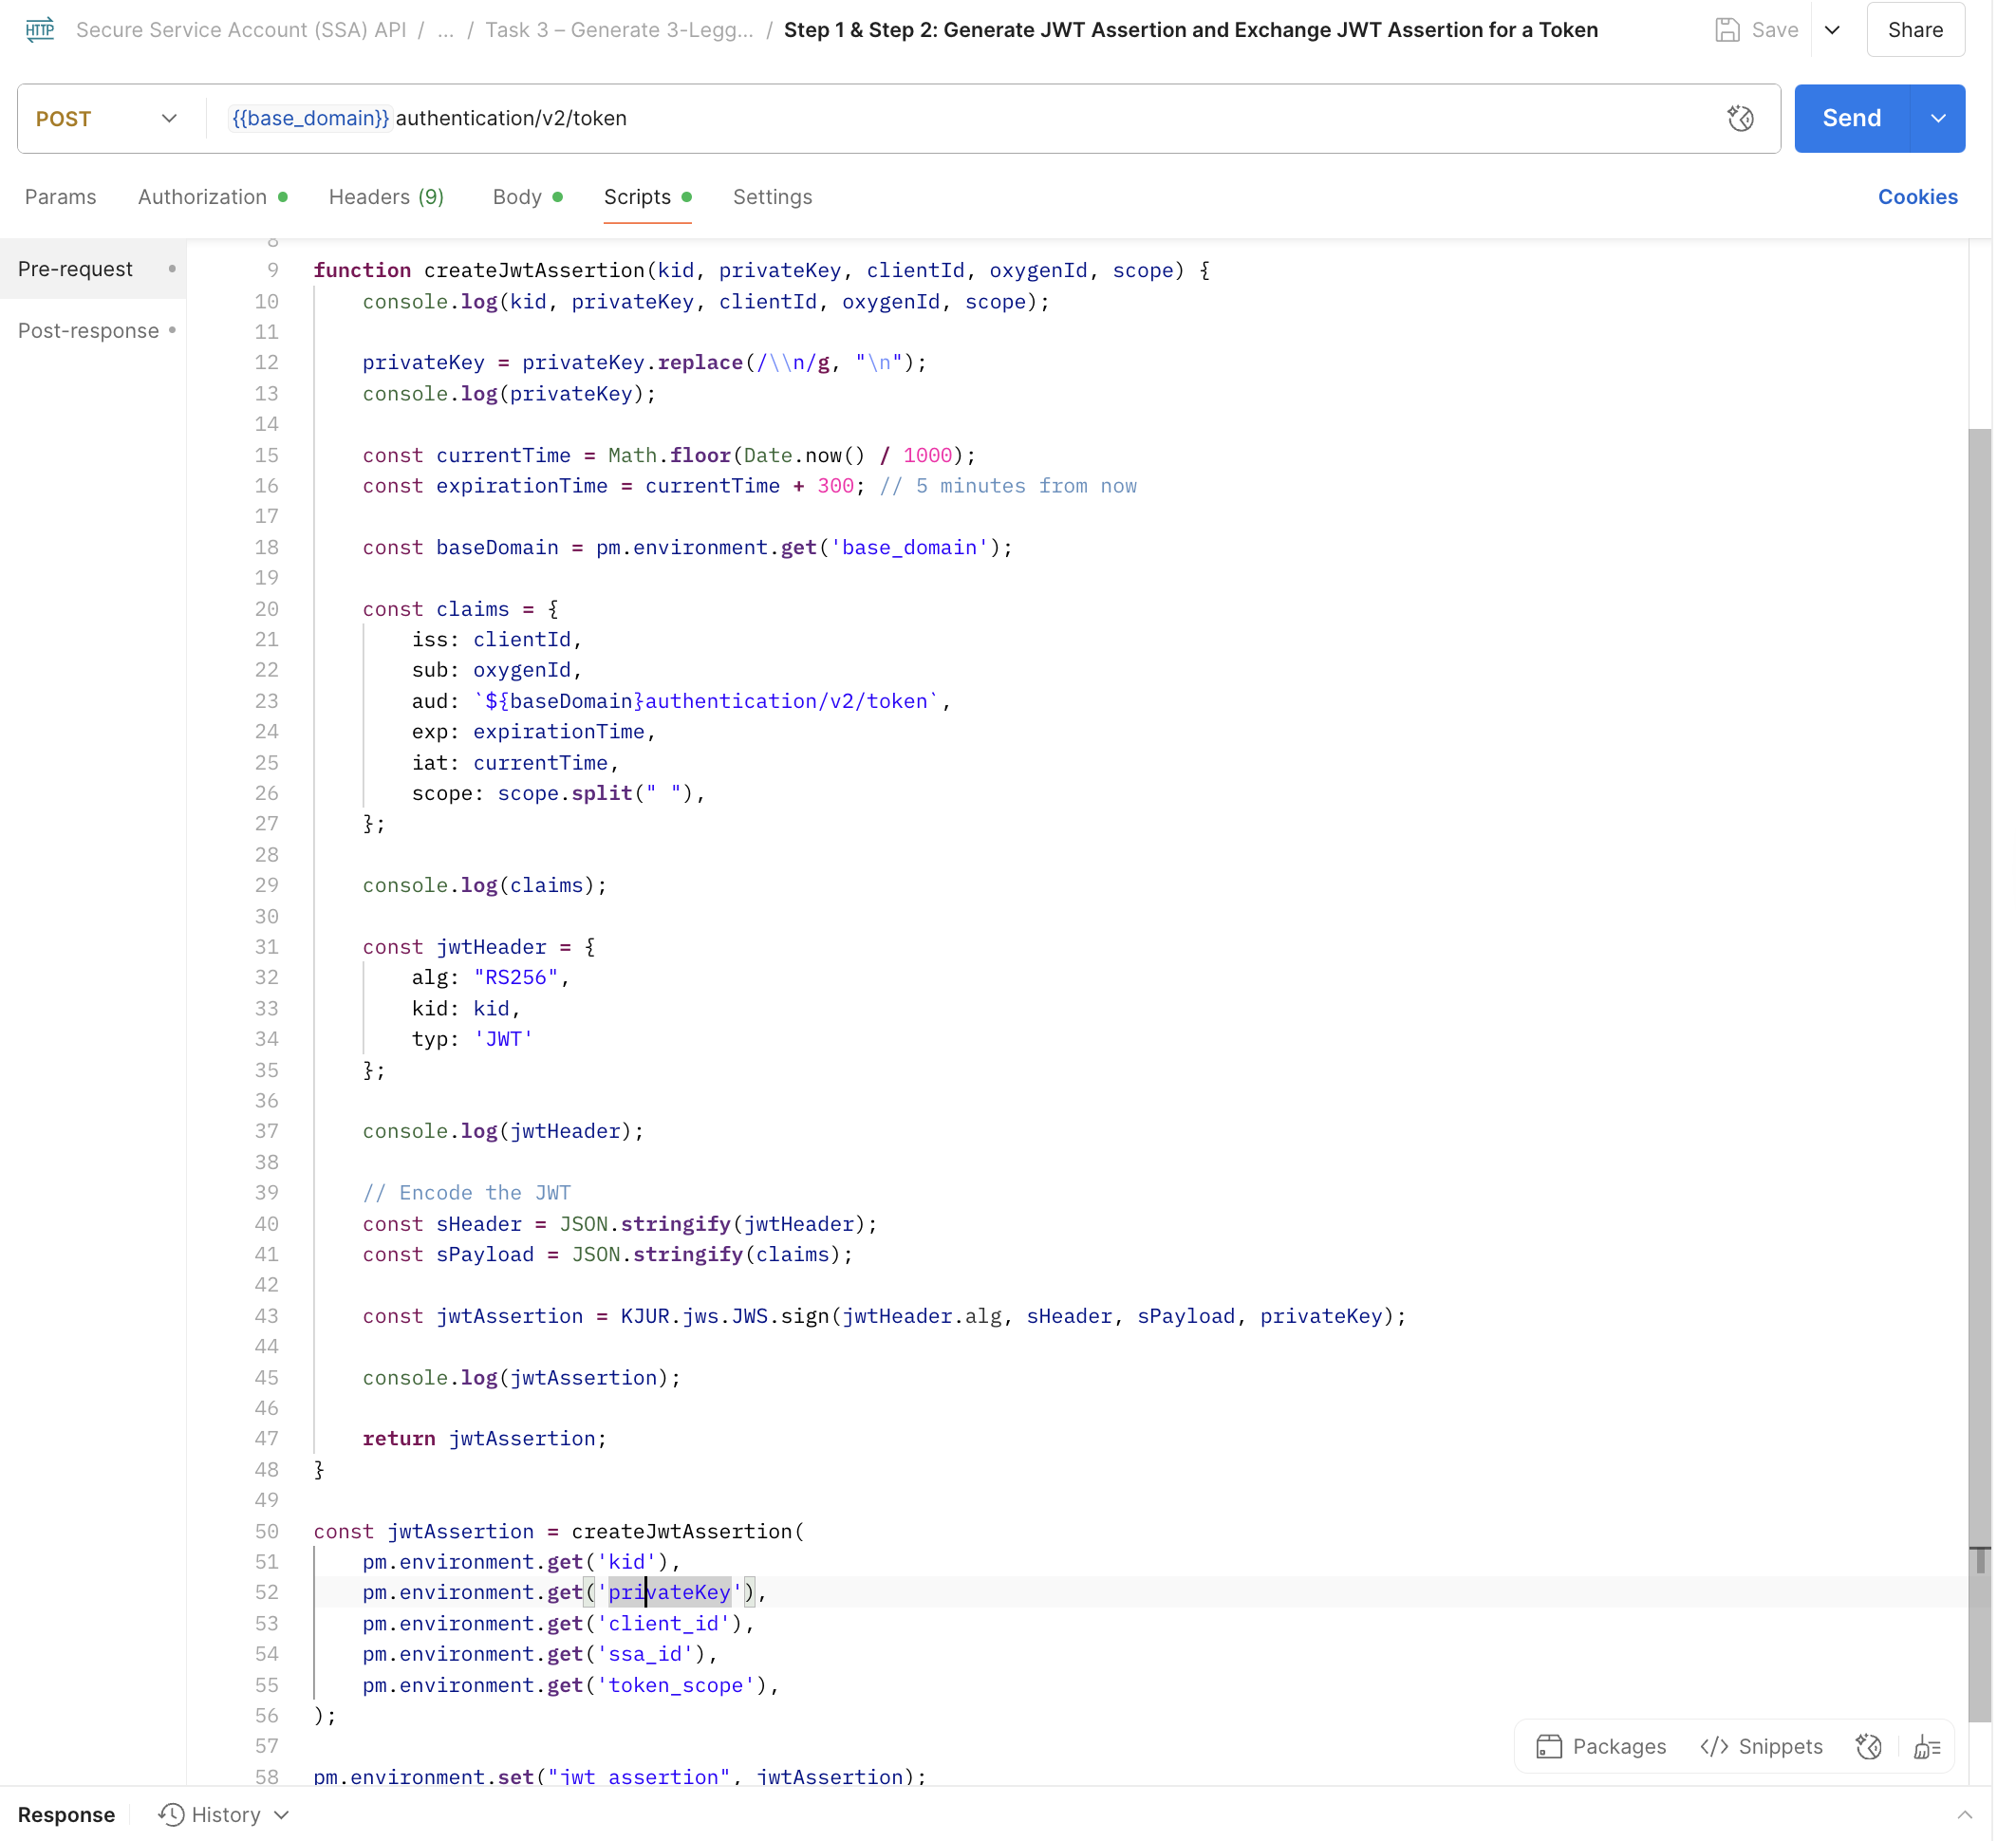 HTTP Secure Service Account (SSA) API / ... / Task 3 – Generate 3-Legg... / Step 1 & Step 2: Generate JWT Assertion and Exchange JWT Assertion for a Token Save Share
POST {{base_domain}} authentication/v2/token Send
Params Authorization Headers (9) Body Scripts Settings Cookies
Pre-request
Post-response
8
9 function createJwtAssertion(kid, privateKey, clientId, oxygenId, scope) {
10 console.log(kid, privateKey, clientId, oxygenId, scope);
11
12 privateKey = privateKey.replace(/\\n/g, "\n");
13 console.log(privateKey);
14
15 const currentTime = Math.floor(Date.now() / 1000);
16 const expirationTime = currentTime + 300; // 5 minutes from now
17
18 const baseDomain = pm.environment.get('base_domain');
19
20 const claims = {
21 iss: clientId,
22 sub: oxygenId,
23 aud: `${baseDomain}authentication/v2/token`,
24 exp: expirationTime,
25 iat: currentTime,
26 scope: scope.split(" "),
27 };
28
29 console.log(claims);
30
31 const jwtHeader = {
32 alg: "RS256",
33 kid: kid,
34 typ: 'JWT'
35 };
36
37 console.log(jwtHeader);
38
39 // Encode the JWT
40 const sHeader = JSON.stringify(jwtHeader);
41 const sPayload = JSON.stringify(claims);
42
43 const jwtAssertion = KJUR.jws.JWS.sign(jwtHeader.alg, sHeader, sPayload, privateKey);
44
45 console.log(jwtAssertion);
46
47 return jwtAssertion;
48 }
49
50 const jwtAssertion = createJwtAssertion(
51 pm.environment.get('kid'),
52 pm.environment.get('privateKey'),
53 pm.environment.get('client_id'),
54 pm.environment.get('ssa_id'),
55 pm.environment.get('token_scope'),
56 );
57
58 pm.environment.set("jwt_assertion", jwtAssertion);
Packages </> Snippets
Response History